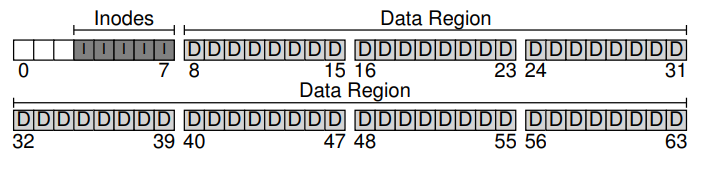 Inodes Data Region
I I I I I D D D D D D D D D D D D D D D D D D D D D D D D
0 7 8 15 16 23 24 31
Data Region
D D D D D D D D D D D D D D D D D D D D D D D D D D D D D D D D
32 39 40 47 48 55 56 63